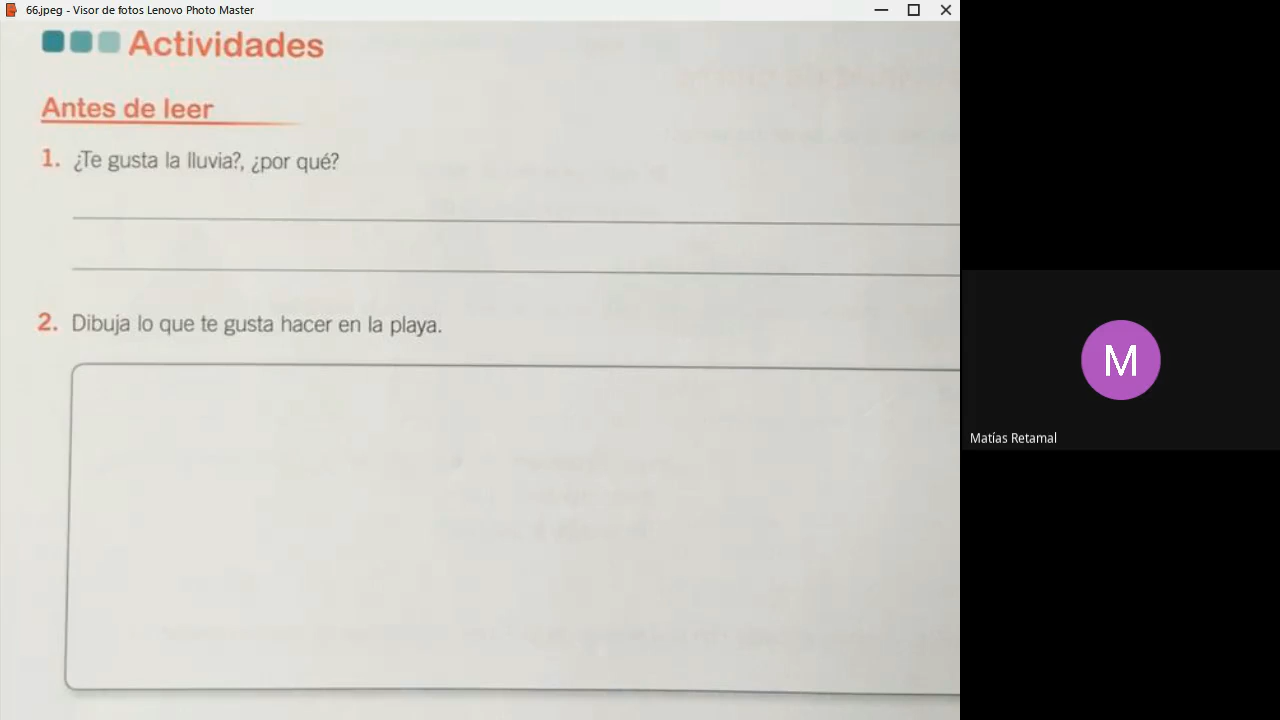 66.jpeg - Visor de fotos Lenovo Photo Master
Actividades
Antes de leer
1. ¿Te gusta la lluvia?, ¿por qué?
2. Dibuja lo que te gusta hacer en la playa.
M
Matías Retamal